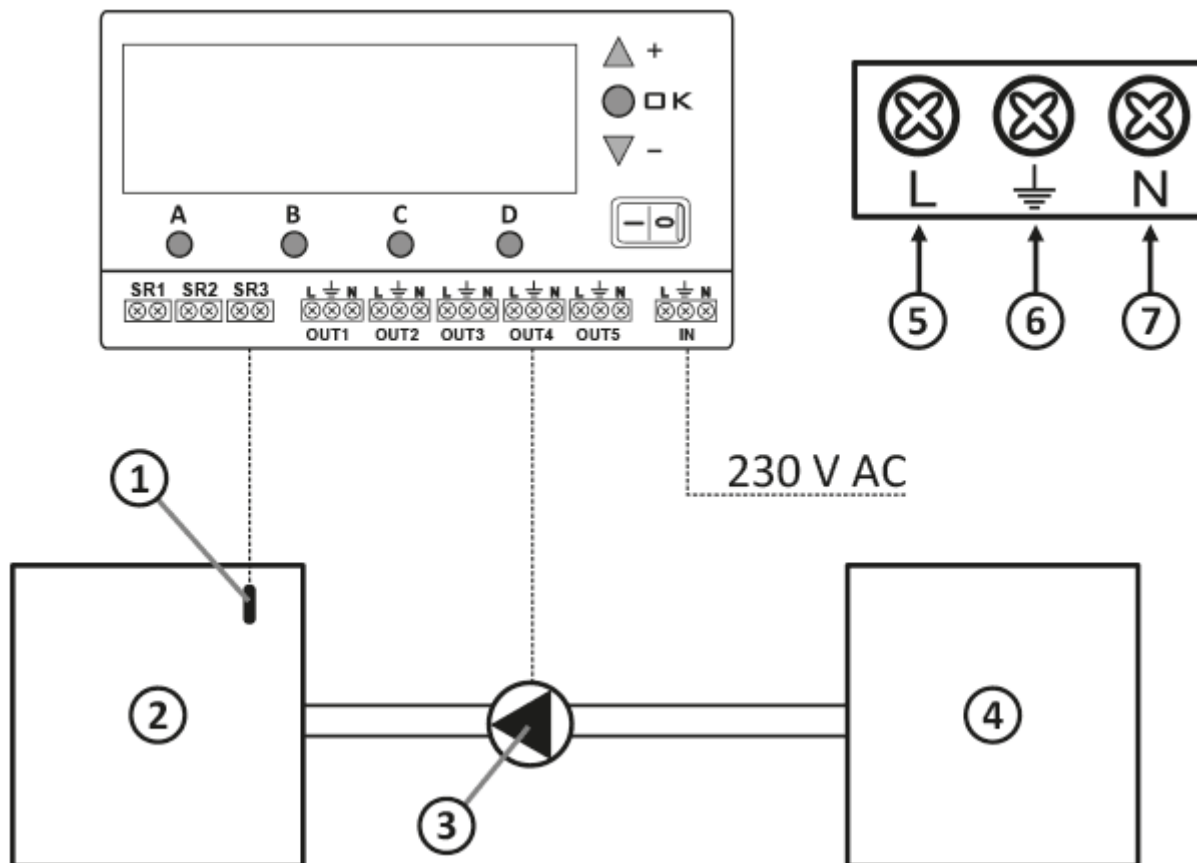 +
OK
−
A B C D
I 0
SR1 SR2 SR3 L N L N L N L N L N L N
OUT1 OUT2 OUT3 OUT4 OUT5 IN
L N
5 6 7
230 V AC
1
2
3
4